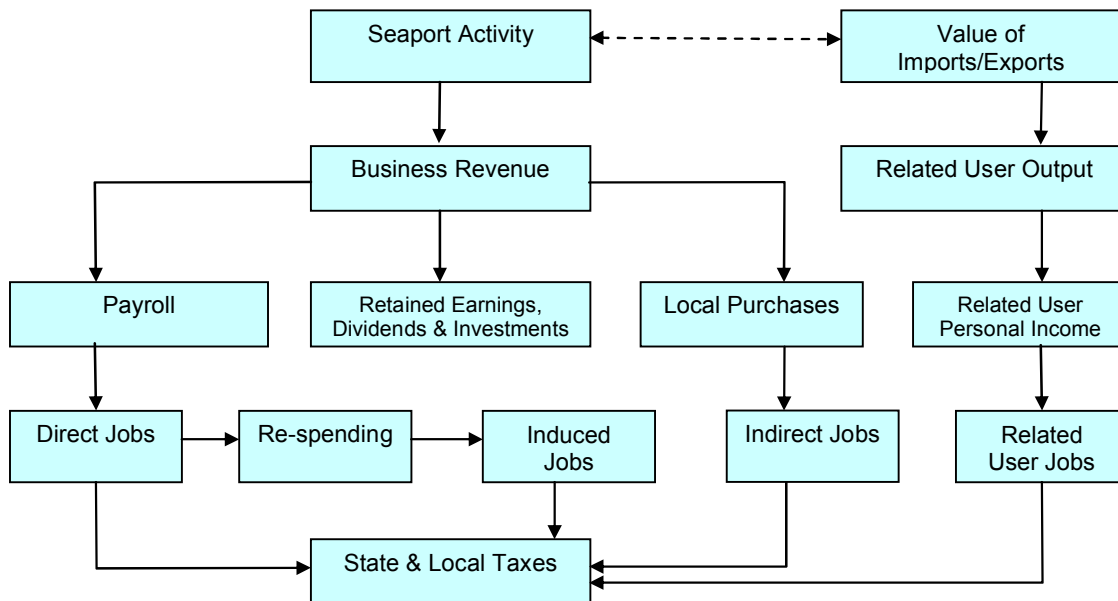 Seaport Activity
Value of
Imports/Exports
Business Revenue
Related User Output
Payroll
Retained Earnings,
Dividends & Investments
Local Purchases
Related User
Personal Income
Direct Jobs
Re-spending
Induced
Jobs
Indirect Jobs
Related
User Jobs
State & Local Taxes